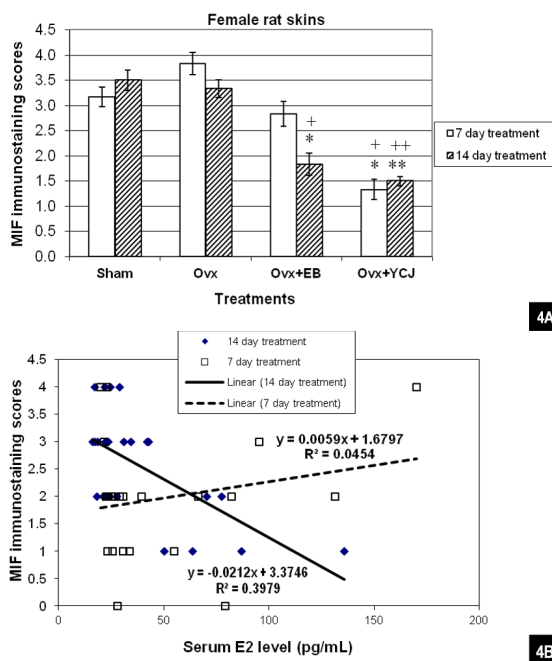 Female rat skins
MIF immunostaining scores
4.5
4.0
3.5
3.0
2.5
2.0
1.5
1.0
0.5
0.0
+
*
+
*
++
**
Sham
Ovx
Ovx+EB
Ovx+YCJ
Treatments
7 day treatment
14 day treatment
4A
14 day treatment
7 day treatment
Linear (14 day treatment)
Linear (7 day treatment)
MIF immunostaining scores
4.5
4
3.5
3
2.5
2
1.5
1
0.5
0
y = 0.0059x + 1.6797
R² = 0.0454
y = -0.0212x + 3.3746
R² = 0.3979
0
50
100
150
200
Serum E2 level (pg/mL)
4B